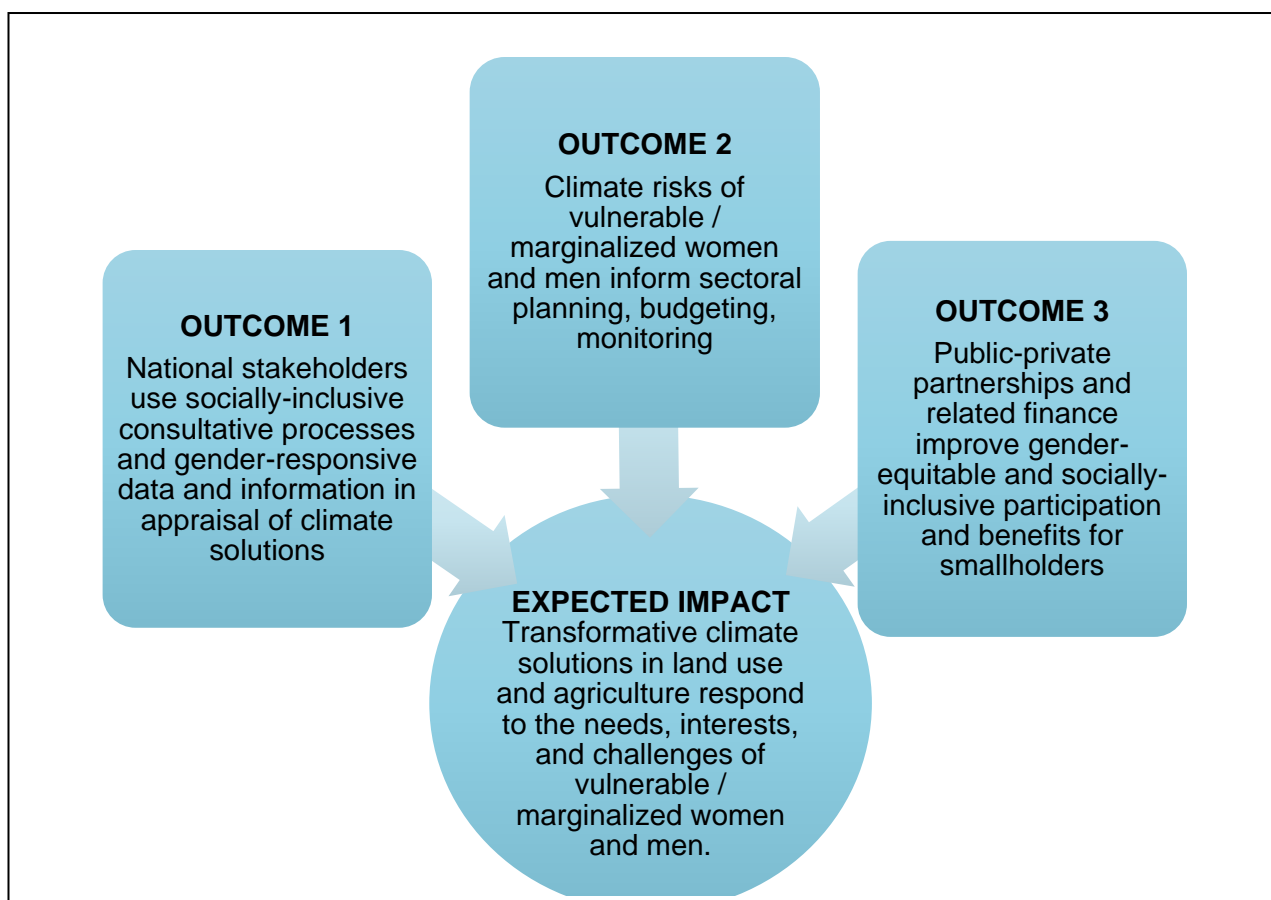 OUTCOME 1
National stakeholders
use socially-inclusive
consultative processes
and gender-responsive
data and information in
appraisal of climate
solutions
OUTCOME 2
Climate risks of
vulnerable /
marginalized women
and men inform sectoral
planning, budgeting,
monitoring
OUTCOME 3
Public-private
partnerships and
related finance
improve gender-
equitable and socially-
inclusive participation
and benefits for
smallholders
EXPECTED IMPACT
Transformative climate
solutions in land use
and agriculture respond
to the needs, interests,
and challenges of
vulnerable /
marginalized women
and men.